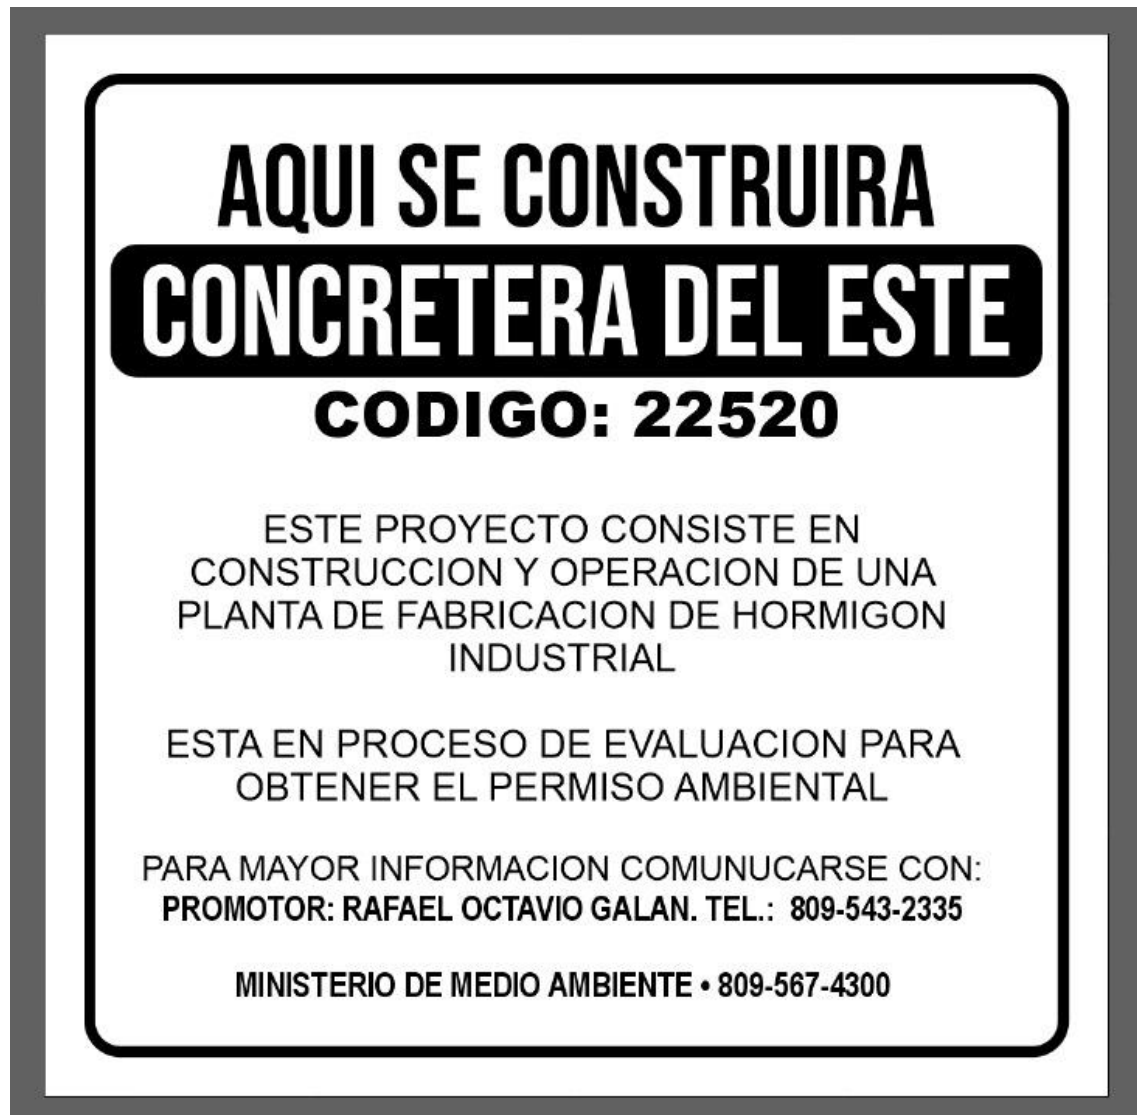 AQUI SE CONSTRUIRA
CONCRETERA DEL ESTE
CODIGO: 22520
ESTE PROYECTO CONSISTE EN
CONSTRUCCION Y OPERACION DE UNA
PLANTA DE FABRICACION DE HORMIGON
INDUSTRIAL
ESTA EN PROCESO DE EVALUACION PARA
OBTENER EL PERMISO AMBIENTAL
PARA MAYOR INFORMACION COMUNUCARSE CON:
PROMOTOR: RAFAEL OCTAVIO GALAN. TEL.: 809-543-2335
MINISTERIO DE MEDIO AMBIENTE • 809-567-4300